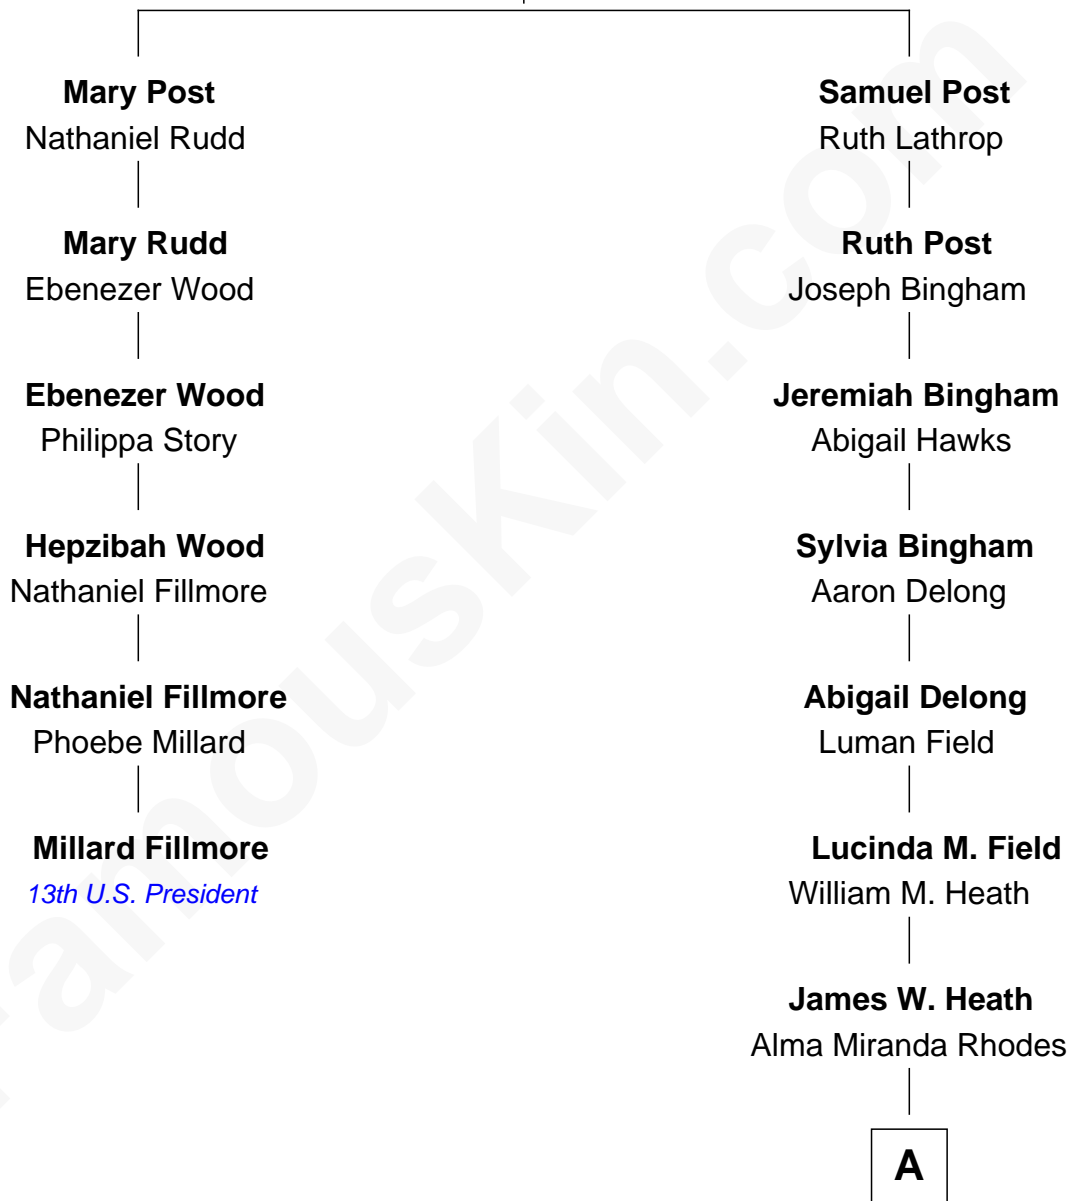 Mary Post
Nathaniel Rudd
Samuel Post
Ruth Lathrop
Mary Rudd
Ebenezer Wood
Ruth Post
Joseph Bingham
Ebenezer Wood
Philippa Story
Jeremiah Bingham
Abigail Hawks
Hepzibah Wood
Nathaniel Fillmore
Sylvia Bingham
Aaron Delong
Nathaniel Fillmore
Phoebe Millard
Abigail Delong
Luman Field
Millard Fillmore
13th U.S. President
Lucinda M. Field
William M. Heath
James W. Heath
Alma Miranda Rhodes
A
FamousKin.com